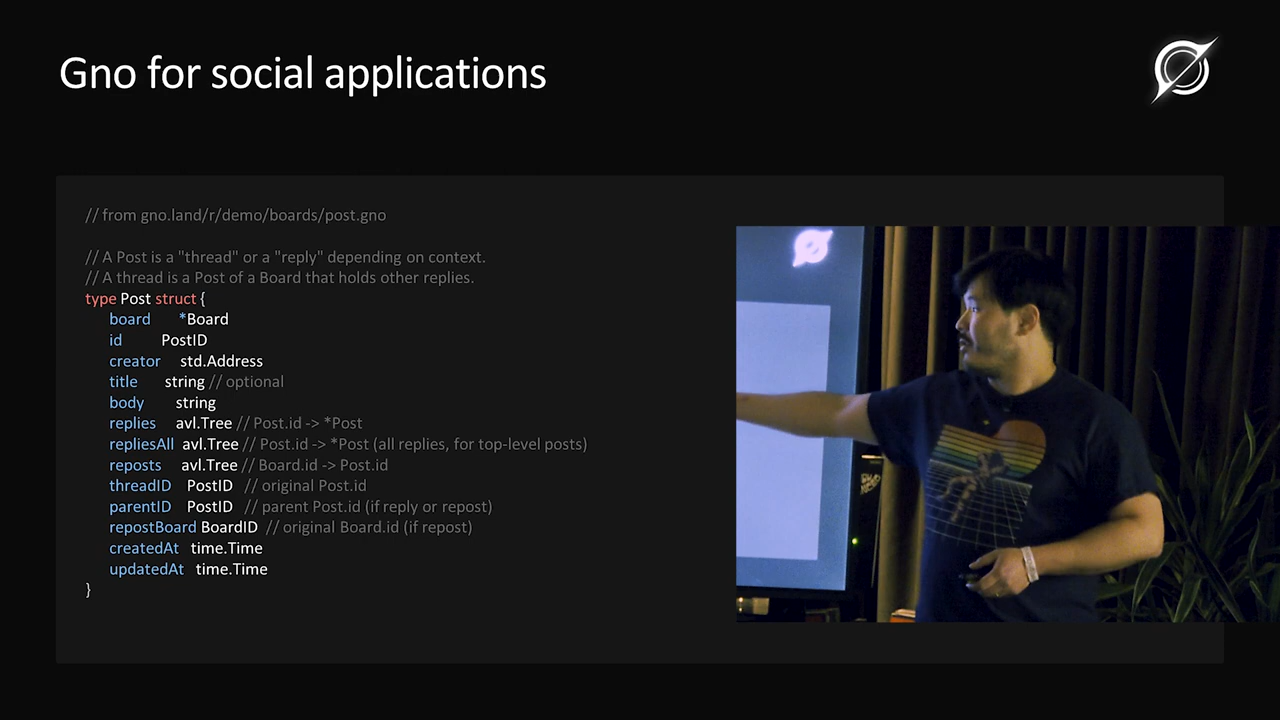 Gno for social applications
// from gno.land/r/demo/boards/post.gno
// A Post is a "thread" or a "reply" depending on context.
// A thread is a Post of a Board that holds other replies.
type Post struct {
board *Board
id PostID
creator std.Address
title string // optional
body string
replies avl.Tree // Post.id -> *Post
repliesAll avl.Tree // Post.id -> *Post (all replies, for top-level posts)
reposts avl.Tree // Board.id -> Post.id
threadID PostID // original Post.id
parentID PostID // parent Post.id (if reply or repost)
repostBoard BoardID // original Board.id (if repost)
createdAt time.Time
updatedAt time.Time
}